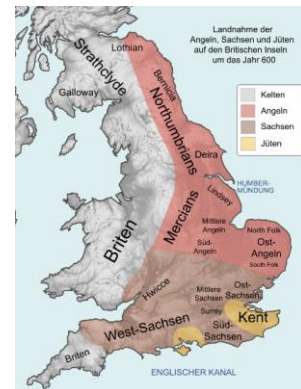 Landnahme der
Angeln, Sachsen und Jüten
auf den Britischen Inseln
um das Jahr 600
Kelten
Angeln
Sachsen
Jüten
Lothian
Strathclyde
Galloway
Bernicia
Northumbrians
Deira
Lindsey
HUMBER-
MÜNDUNG
Mercians
Briten
Mittlere
Angeln
Süd-
Angeln
North Folk
Ost-
Angeln
South Folk
Hwicce
Mittlere
Sachsen
Ost-
Sachsen
Surrey
Kent
West-Sachsen
Süd-
Sachsen
Briten
ENGLISCHER KANAL